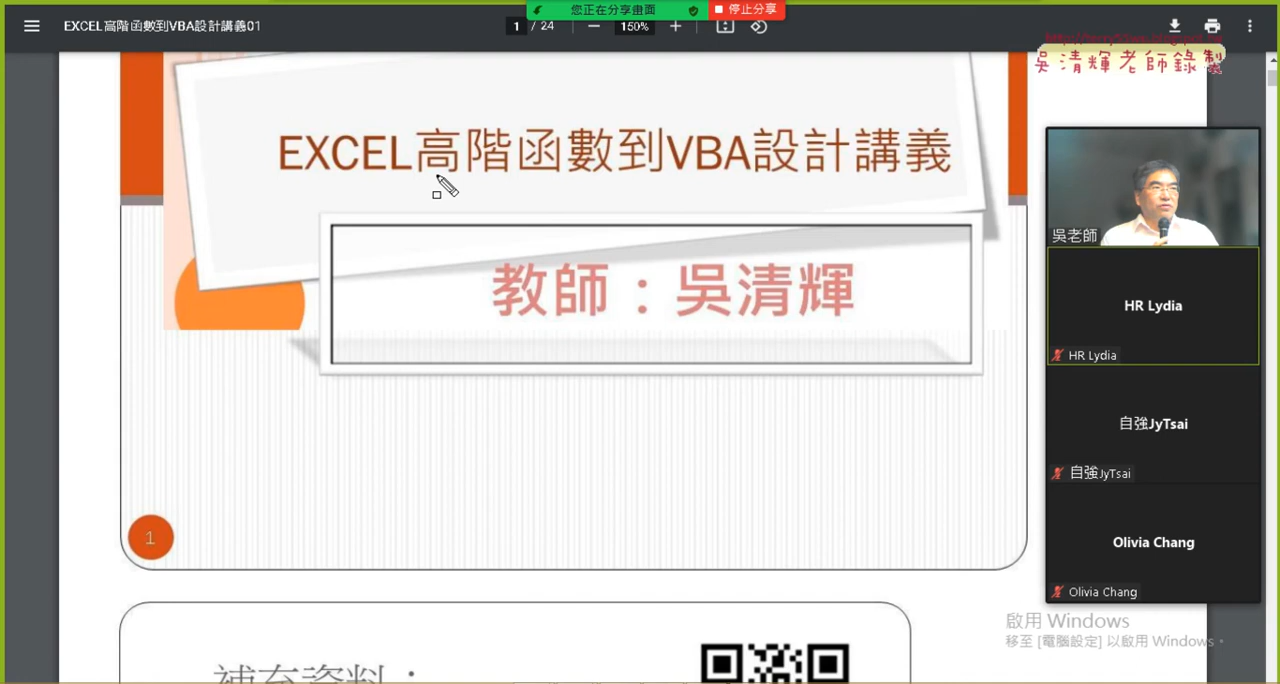 您正在分享畫面
停止分享
EXCEL高階函數到VBA設計講義01
1 / 24
150%
吳清輝老師錄製
EXCEL高階函數到VBA設計講義
教師：吳清輝
1
補充資料：
吳老師
HR Lydia
HR Lydia
自強JyTsai
自強JyTsai
Olivia Chang
Olivia Chang
啟用 Windows
移至 [電腦設定] 以啟用 Windows。